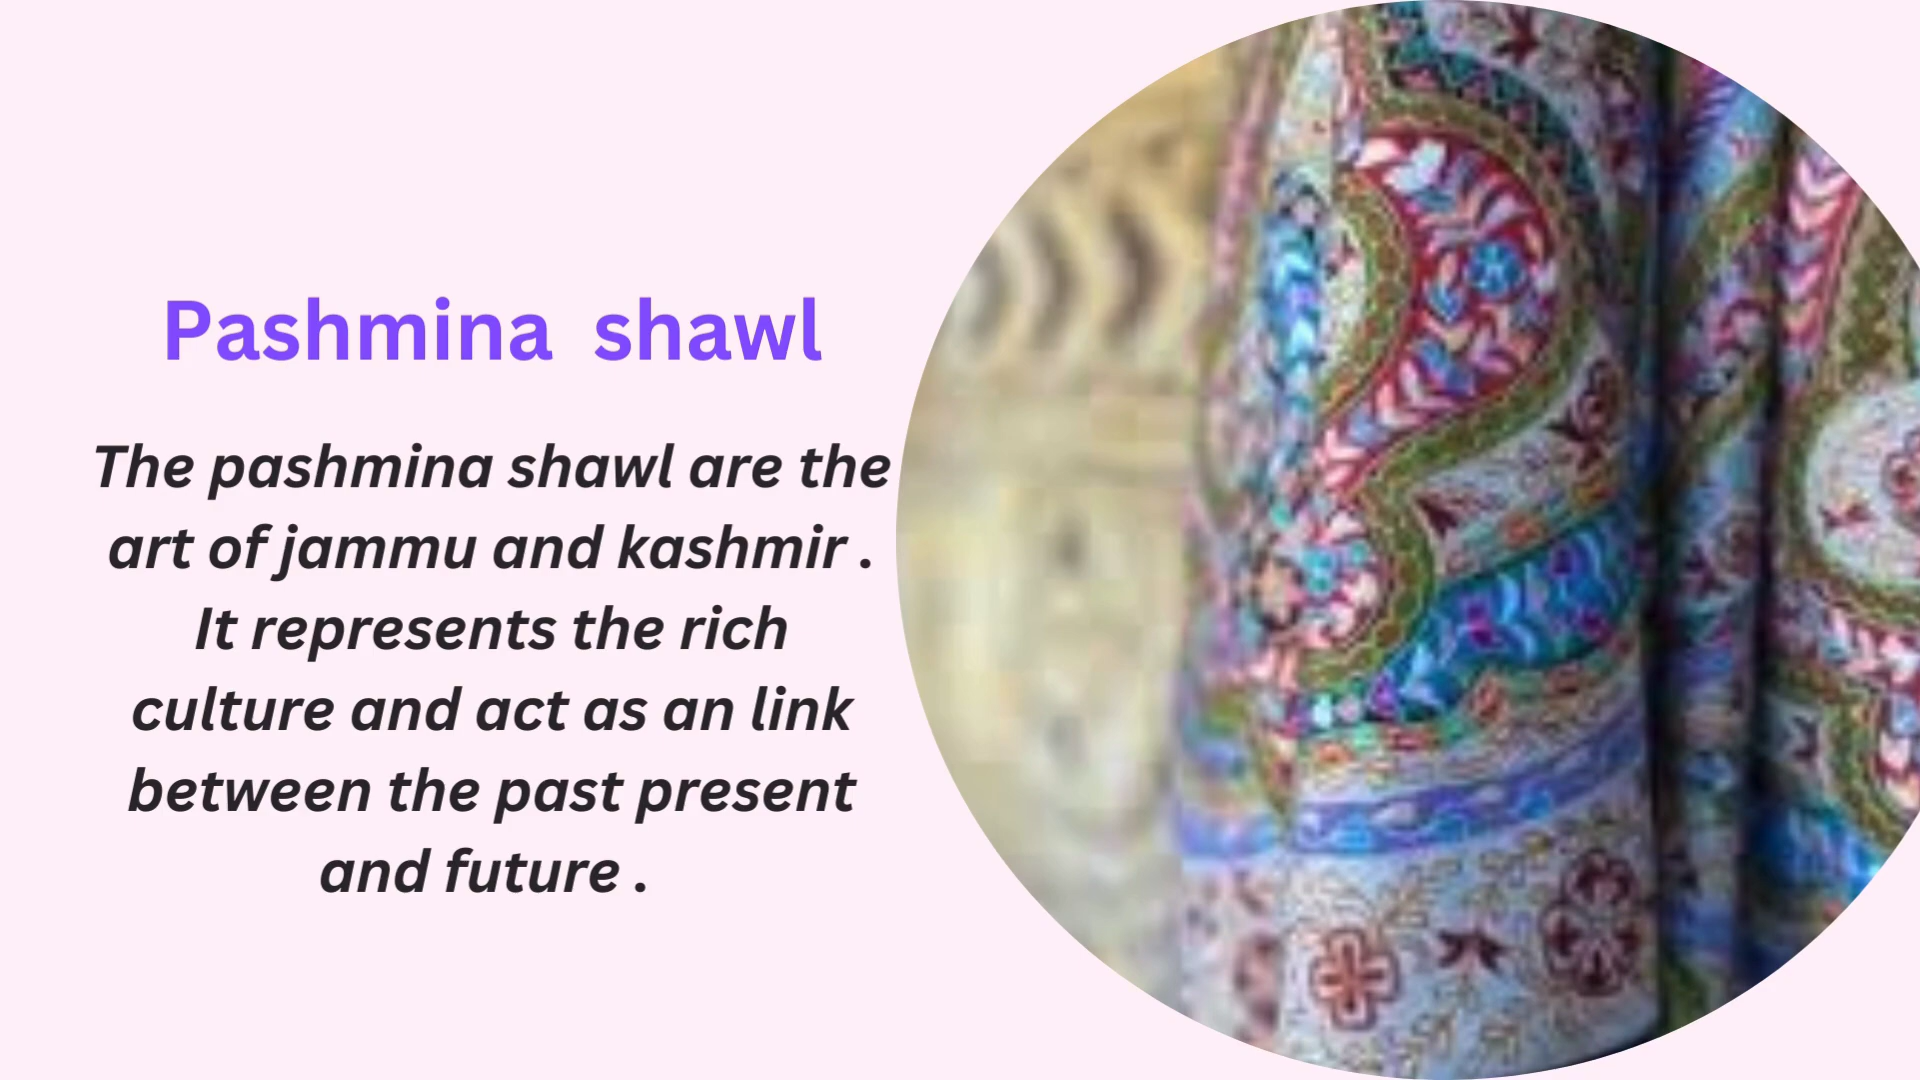 Pashmina shawl
The pashmina shawl are the
art of jammu and kashmir .
It represents the rich
culture and act as an link
between the past present
and future .